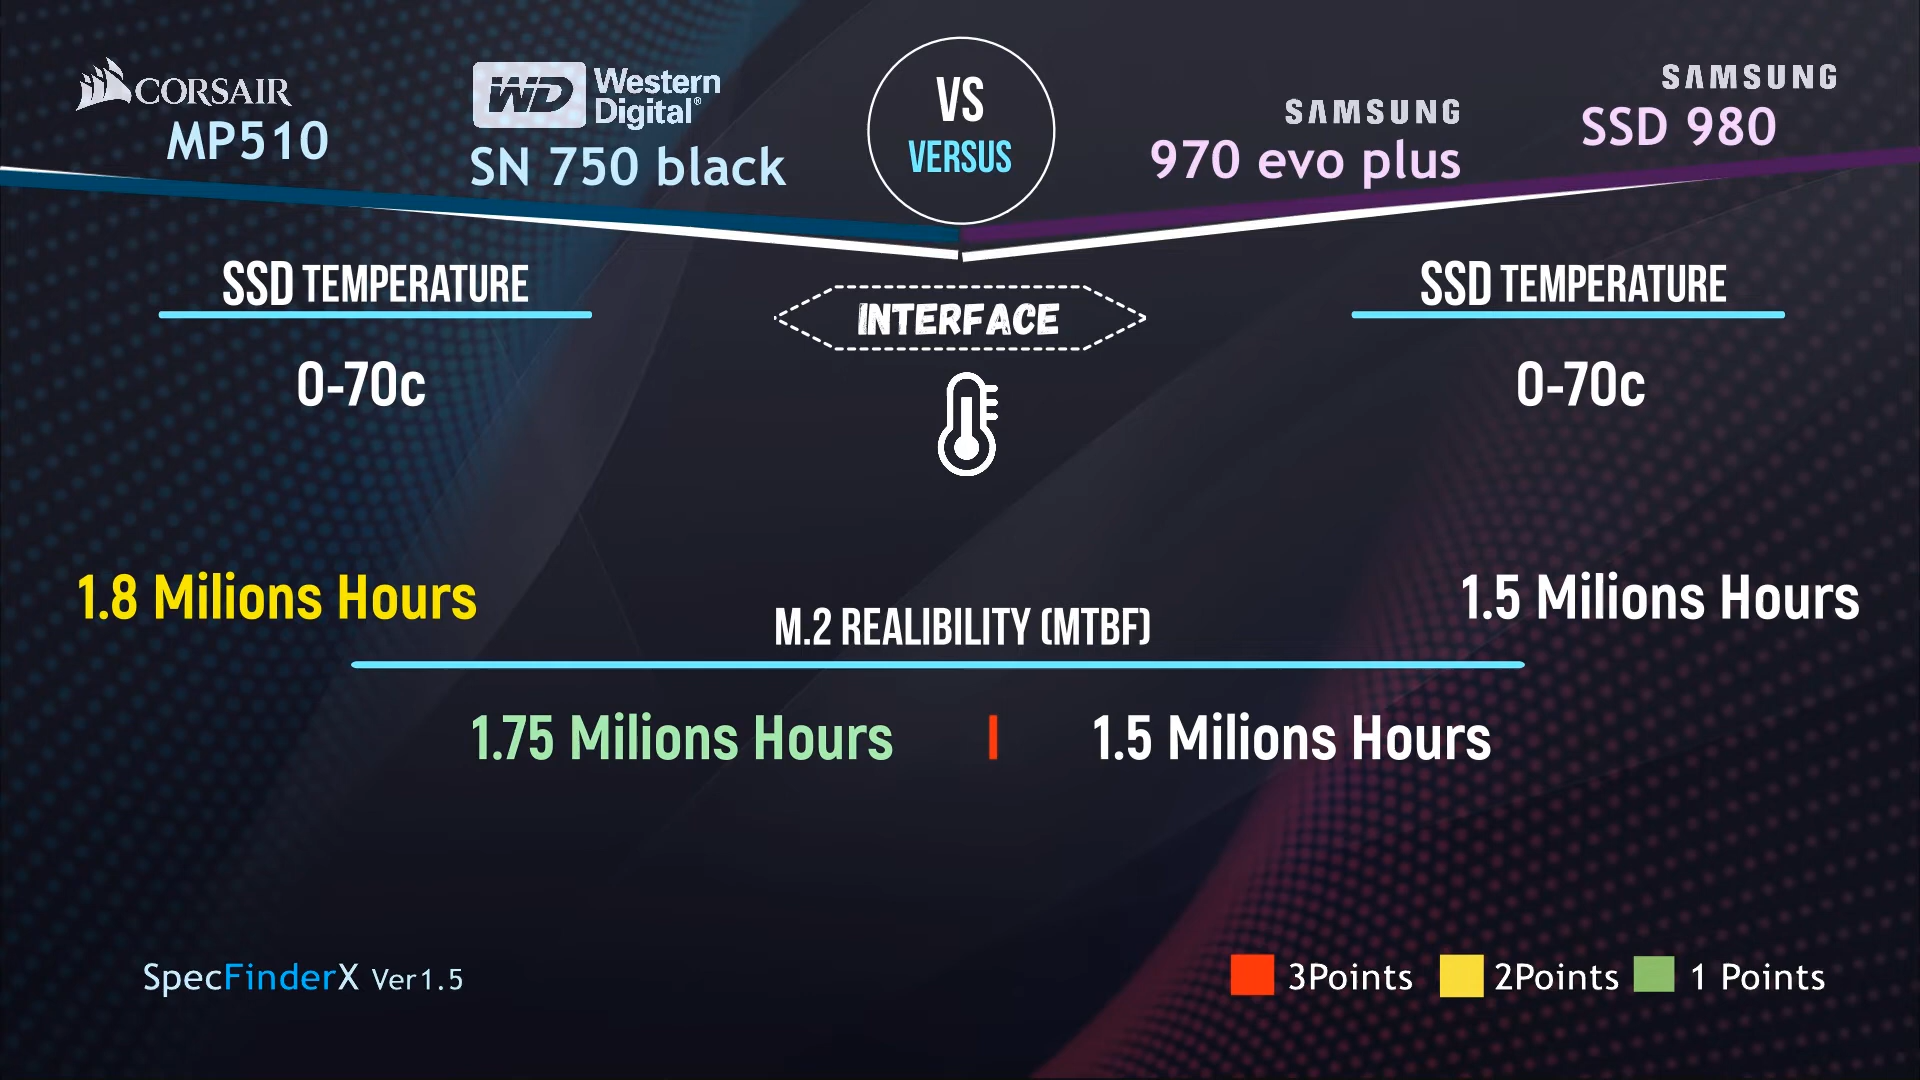 CORSAIR
MP510
WD Western Digital®
SN 750 black
VS
VERSUS
SAMSUNG
970 evo plus
SAMSUNG
SSD 980
SSD TEMPERATURE
INTERFACE
SSD TEMPERATURE
0-70c
0-70c
1.8 Milions Hours
M.2 REALIBILITY (MTBF)
1.5 Milions Hours
1.75 Milions Hours | 1.5 Milions Hours
SpecFinderX Ver1.5
3Points 2Points 1 Points